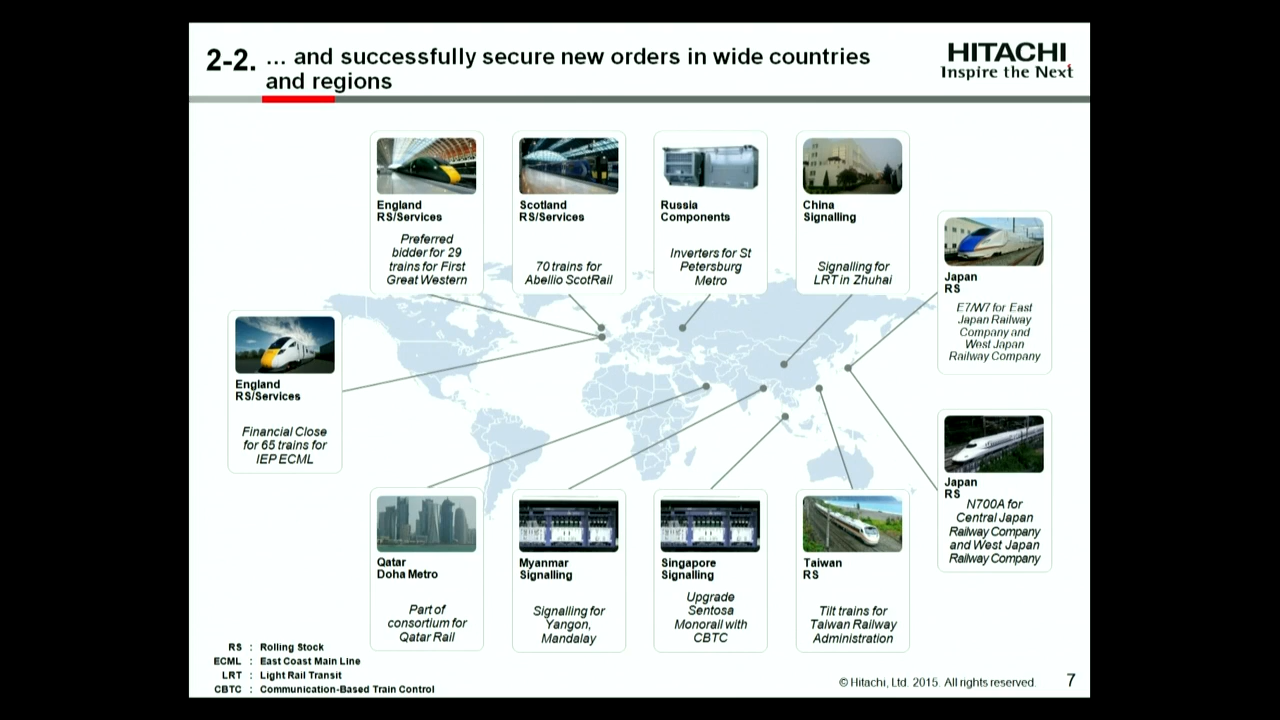 2-2.
... and successfully secure new orders in wide countries
and regions
HITACHI
Inspire the Next
England
RS/Services
Preferred
bidder for 29
trains for First
Great Western
Scotland
RS/Services
70 trains for
Abellio ScotRail
Russia
Components
Inverters for St
Petersburg
Metro
China
Signalling
Signalling for
LRT in Zhuhai
Japan
RS
E7/W7 for East
Japan Railway
Company and
West Japan
Railway Company
England
RS/Services
Financial Close
for 65 trains for
IEP ECML
Japan
RS
N700A for
Central Japan
Railway Company
and West Japan
Railway Company
Qatar
Doha Metro
Part of
consortium for
Qatar Rail
Myanmar
Signalling
Signalling for
Yangon,
Mandalay
Singapore
Signalling
Upgrade
Sentosa
Monorail with
CBTC
Taiwan
RS
Tilt trains for
Taiwan Railway
Administration
RS : Rolling Stock
ECML : East Coast Main Line
LRT : Light Rail Transit
CBTC : Communication-Based Train Control
© Hitachi, Ltd. 2015. All rights reserved.
7